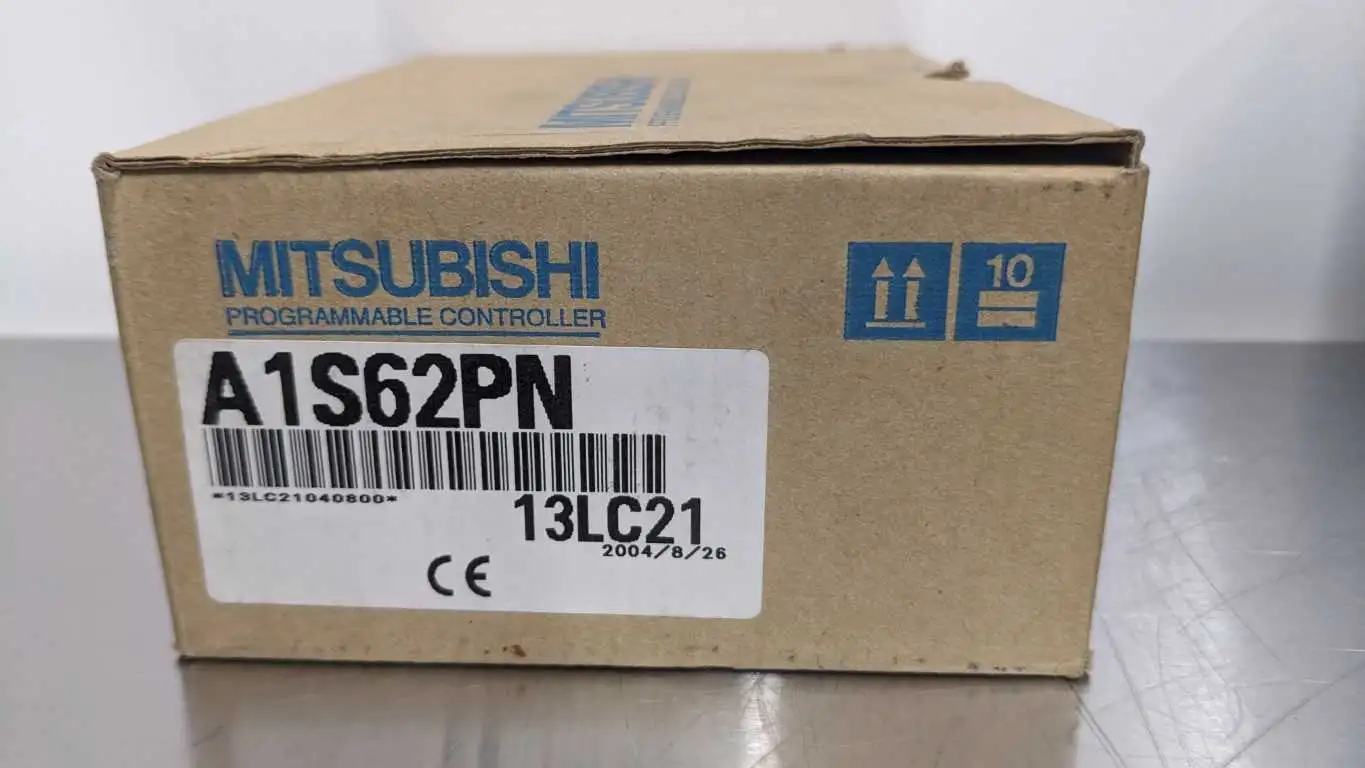 MITSUBISHI
MITSUBISHI
PROGRAMMABLE CONTROLLER
10
A1S62PN
*13LC21040800*
13LC21
2004/8/26
CE